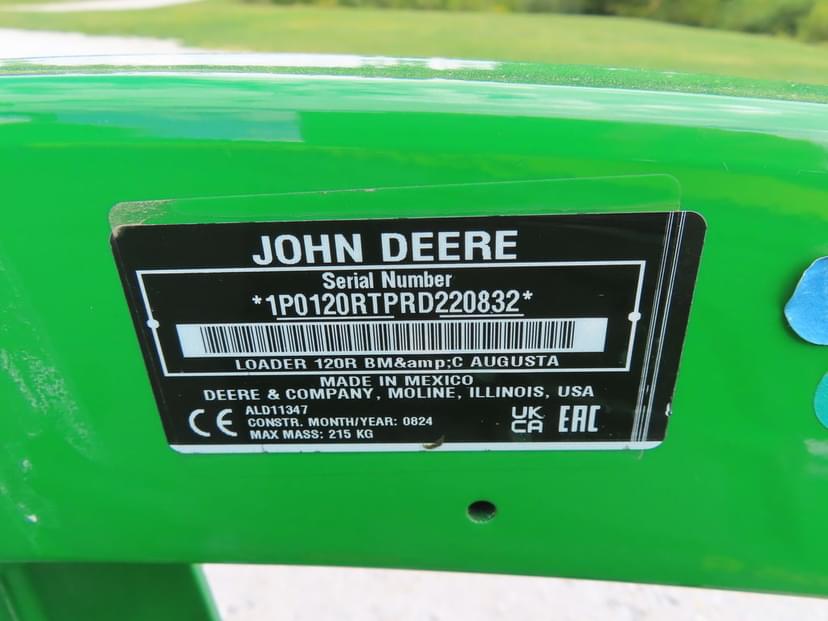 JOHN DEERE
Serial Number
*1P0120RTPRD220832*
LOADER 120R BM&amp;C AUGUSTA
MADE IN MEXICO
DEERE & COMPANY, MOLINE, ILLINOIS, USA
CE
ALD11347
CONSTR. MONTH/YEAR: 0824
MAX MASS: 215 KG
UK
CA
EAC